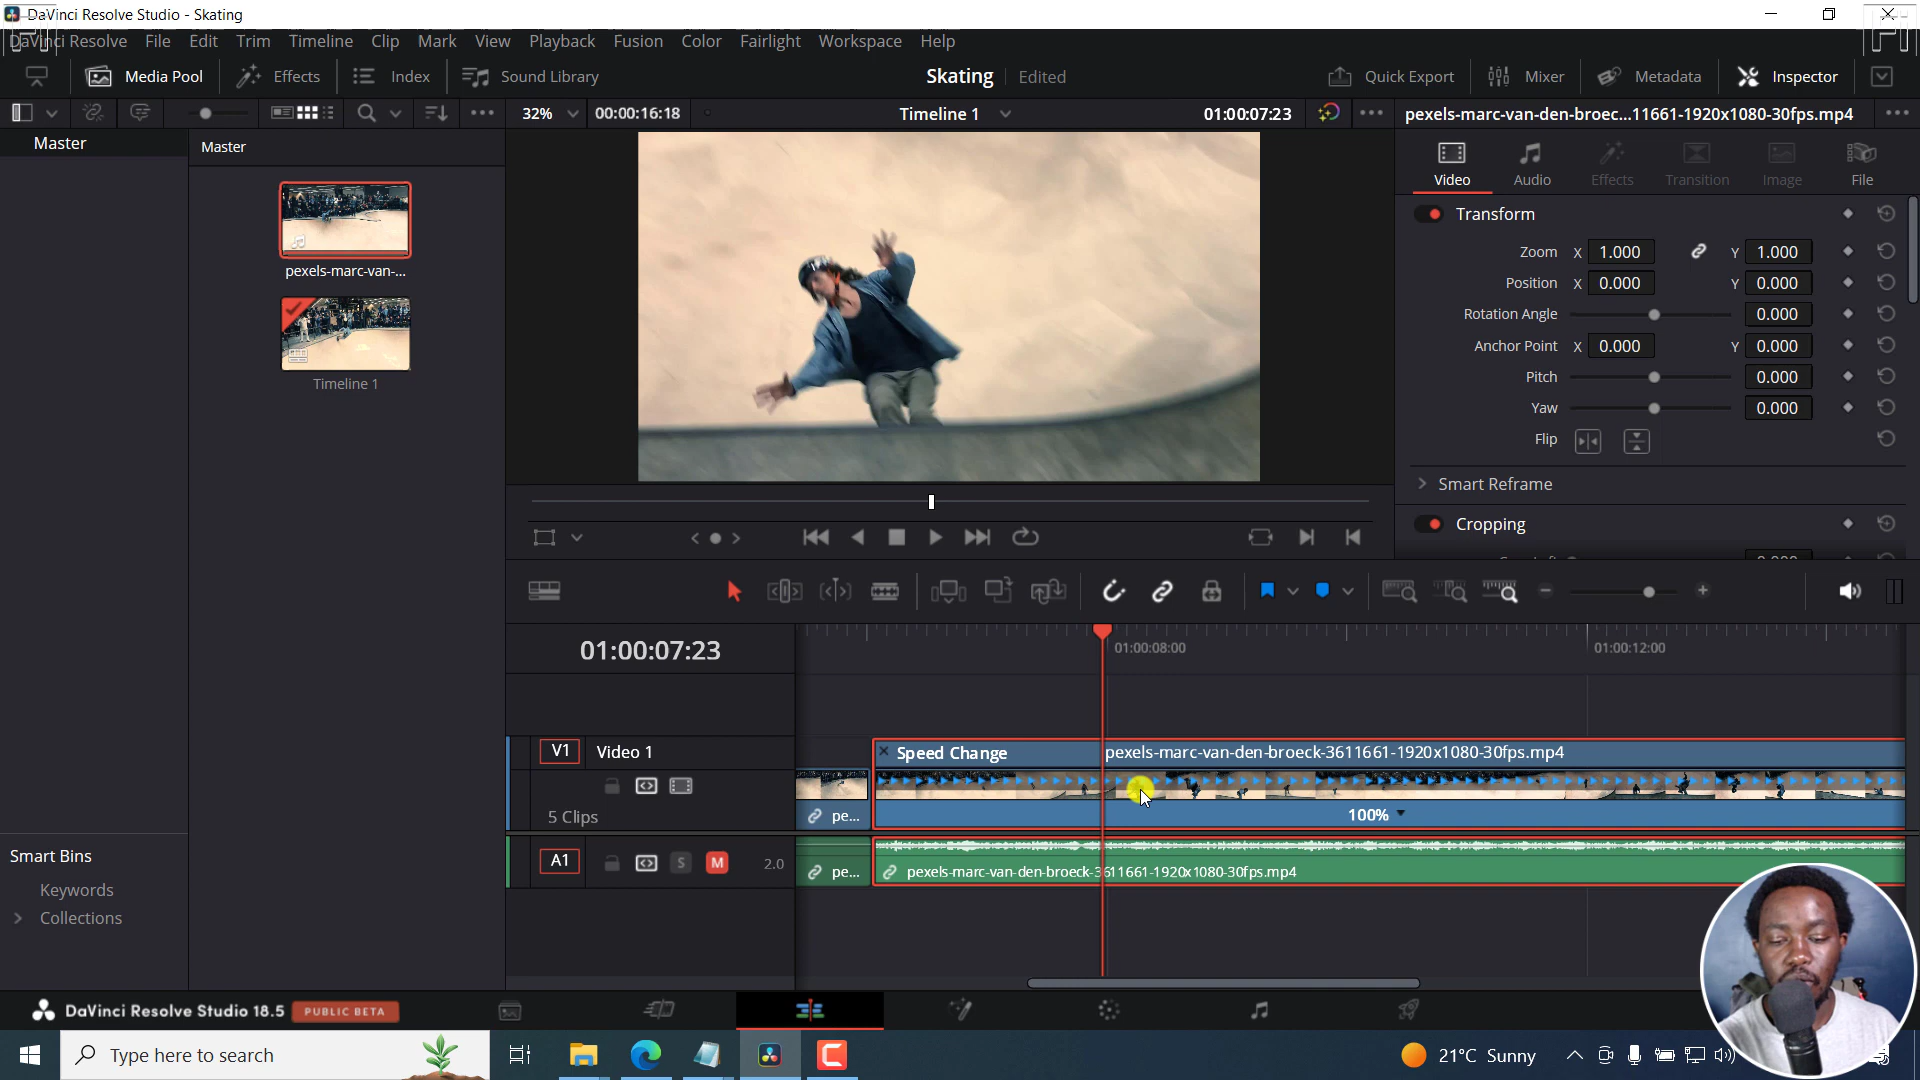 DaVinci Resolve Studio - Skating
DaVinci Resolve File Edit Trim Timeline Clip Mark View Playback Fusion Color Fairlight Workspace Help
Media Pool Effects Index Sound Library Skating Edited Quick Export Mixer Metadata Inspector
32% 00:00:16:18 Timeline 1 01:00:07:23 pexels-marc-van-den-broec...11661-1920x1080-30fps.mp4
Master
Master
pexels-marc-van-...
Timeline 1
Video Audio Effects Transition Image File
Transform
Zoom X 1.000 Y 1.000
Position X 0.000 Y 0.000
Rotation Angle 0.000
Anchor Point X 0.000 Y 0.000
Pitch 0.000
Yaw 0.000
Flip
Smart Reframe
Cropping
01:00:07:23 01:00:08:00 01:00:12:00
V1 Video 1
5 Clips
pe...
Speed Change pexels-marc-van-den-broeck-3611661-1920x1080-30fps.mp4
100%
A1 S M 2.0
pe...
pexels-marc-van-den-broeck-3611661-1920x1080-30fps.mp4
Smart Bins
Keywords
Collections
DaVinci Resolve Studio 18.5 PUBLIC BETA
Type here to search
21°C Sunny